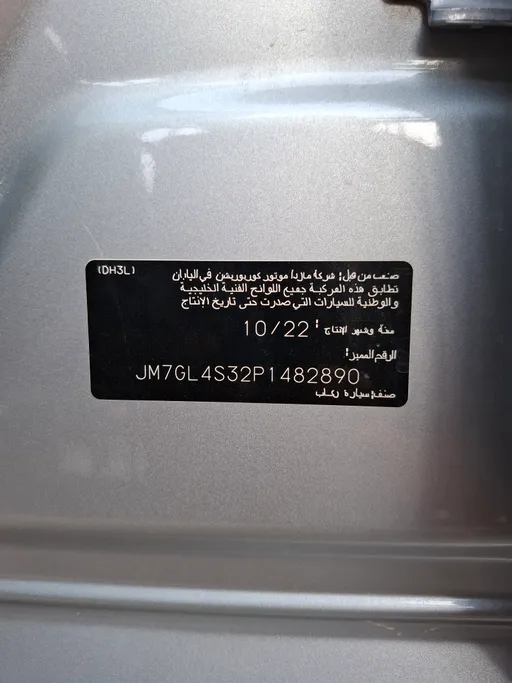 (DH3L)
صنعت من قبل: شركة مازدا موتور كوربوريشن في اليابان
تطابق هذه المركبة جميع اللوائح الفنية الخليجية
والوطنية للسيارات التي صدرت حتى تاريخ الإنتاج
سنة وشهر الإنتاج: 10/22
الرقم المميز:
JM7GL4S32P1482890
صنف: سيارة ركاب